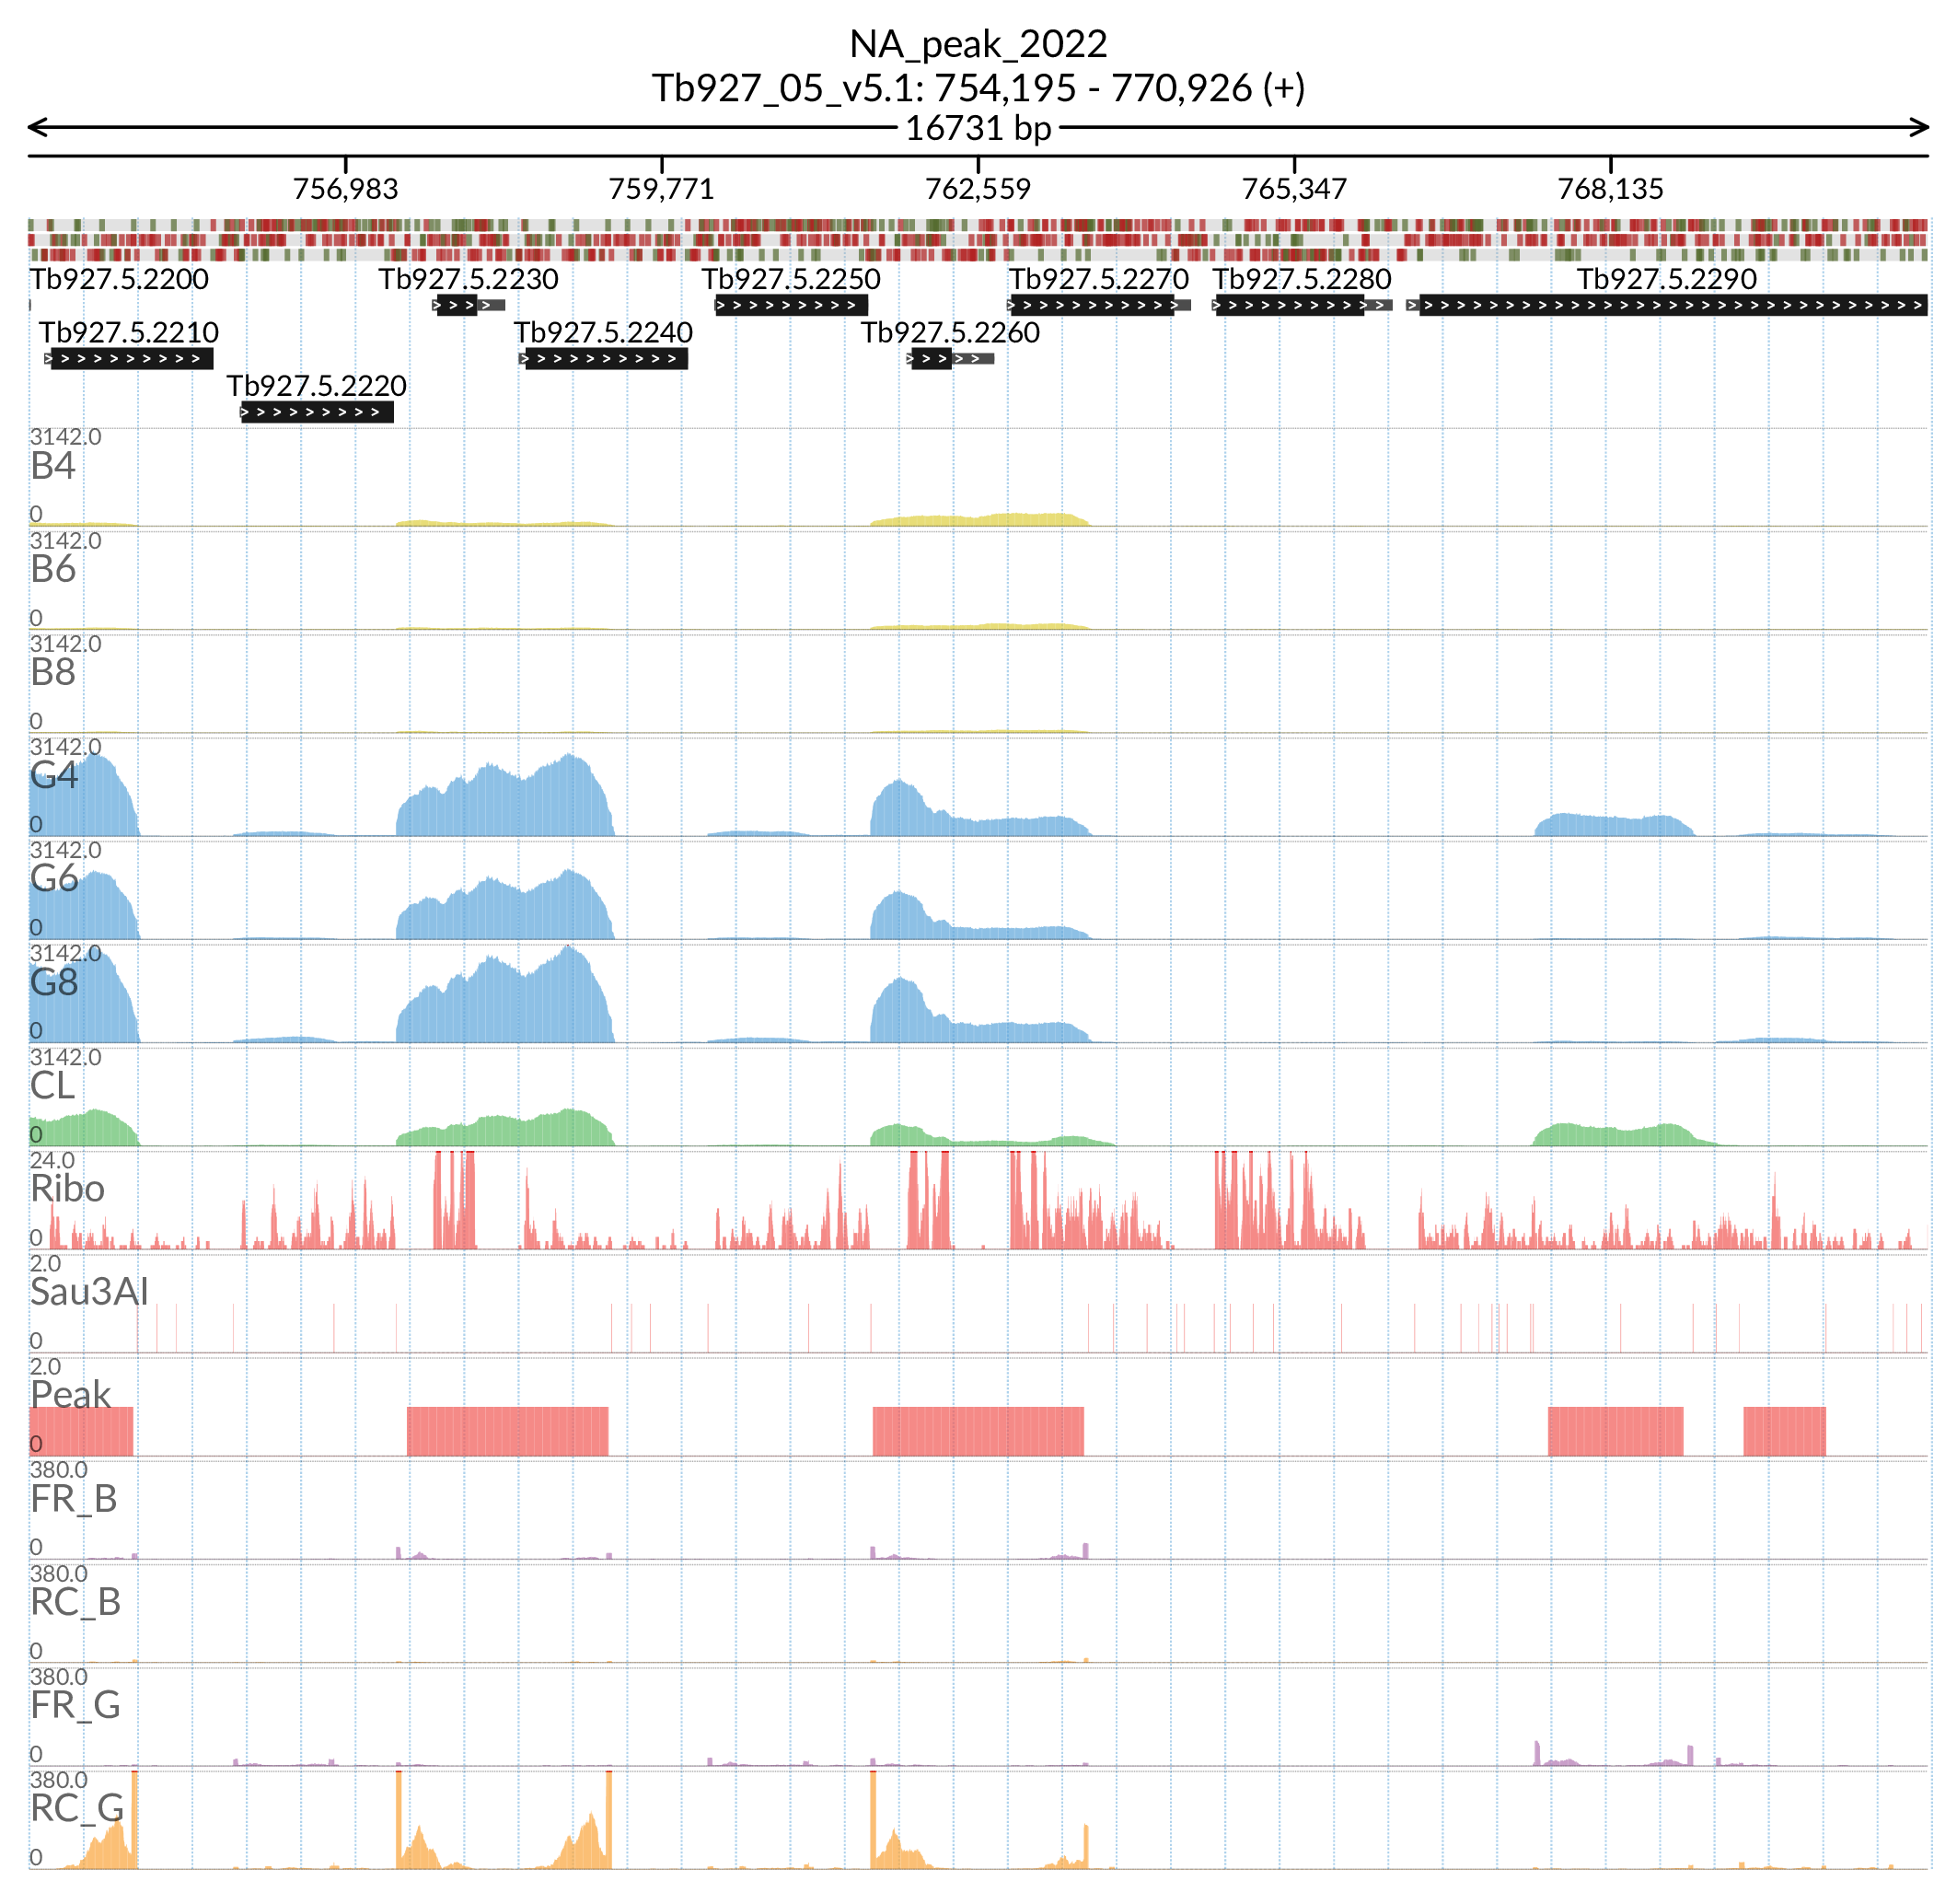 NA_peak_2022
Tb927_05_v5.1: 754,195 - 770,926 (+)
16731 bp
756,983 759,771 762,559 765,347 768,135
Tb927.5.2200 Tb927.5.2230 Tb927.5.2250 Tb927.5.2270 Tb927.5.2280 Tb927.5.2290
Tb927.5.2210 Tb927.5.2240 Tb927.5.2260
Tb927.5.2220
3142.0
B4
0
3142.0
B6
0
3142.0
B8
0
3142.0
G4
0
3142.0
G6
0
3142.0
G8
0
3142.0
CL
0
24.0
Ribo
0
2.0
Sau3AI
0
2.0
Peak
0
380.0
FR_B
0
380.0
RC_B
0
380.0
FR_G
0
380.0
RC_G
0